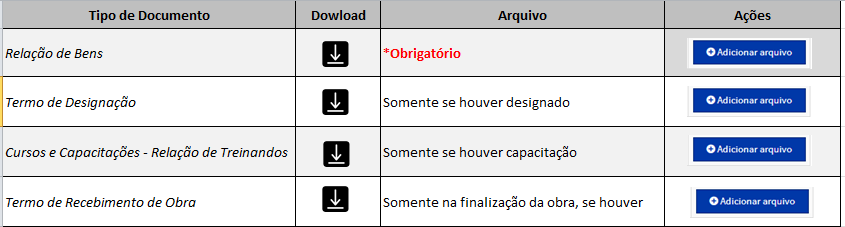 Tipo de Documento Dowload Arquivo Ações
Relação de Bens *Obrigatório Adicionar arquivo
Termo de Designação Somente se houver designado Adicionar arquivo
Cursos e Capacitações - Relação de Treinandos Somente se houver capacitação Adicionar arquivo
Termo de Recebimento de Obra Somente na finalização da obra, se houver Adicionar arquivo